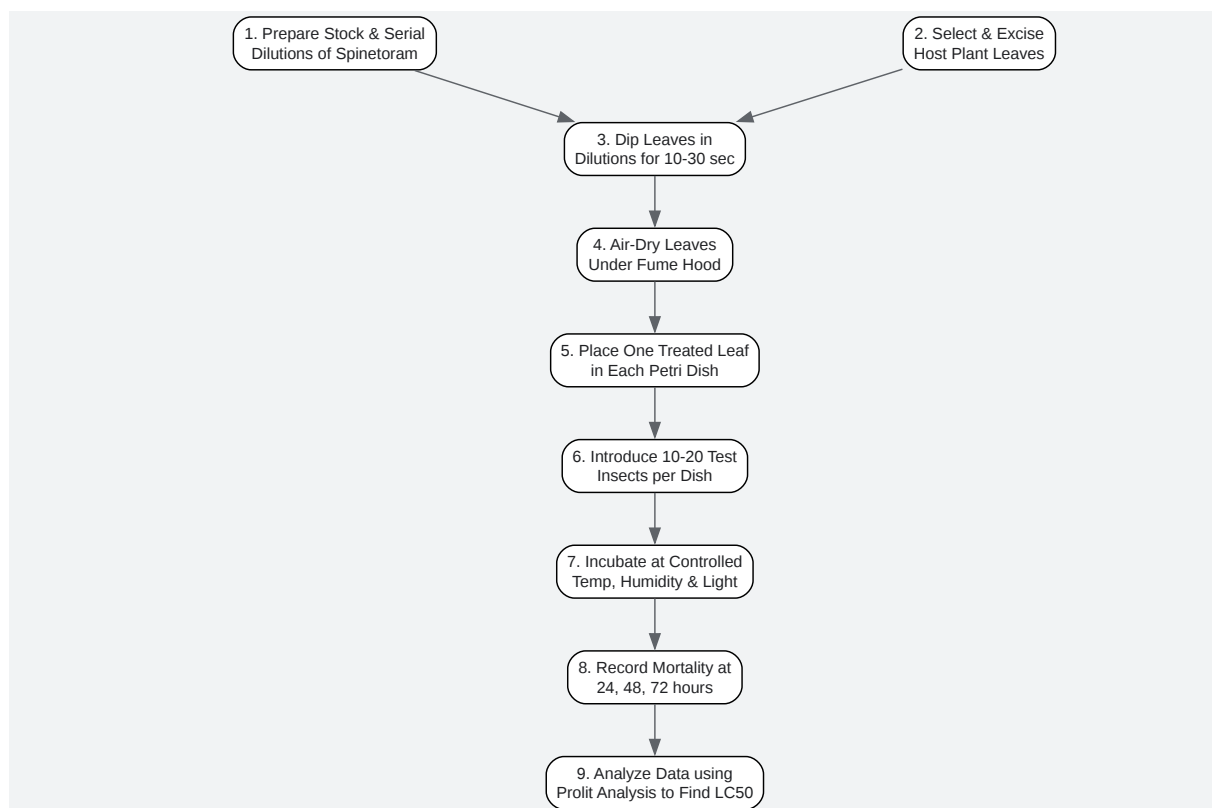 1. Prepare Stock & Serial
Dilutions of Spinetoram
2. Select & Excise
Host Plant Leaves
3. Dip Leaves in
Dilutions for 10-30 sec
4. Air-Dry Leaves
Under Fume Hood
5. Place One Treated Leaf
in Each Petri Dish
6. Introduce 10-20 Test
Insects per Dish
7. Incubate at Controlled
Temp, Humidity & Light
8. Record Mortality at
24, 48, 72 hours
9. Analyze Data using
Prolit Analysis to Find LC50